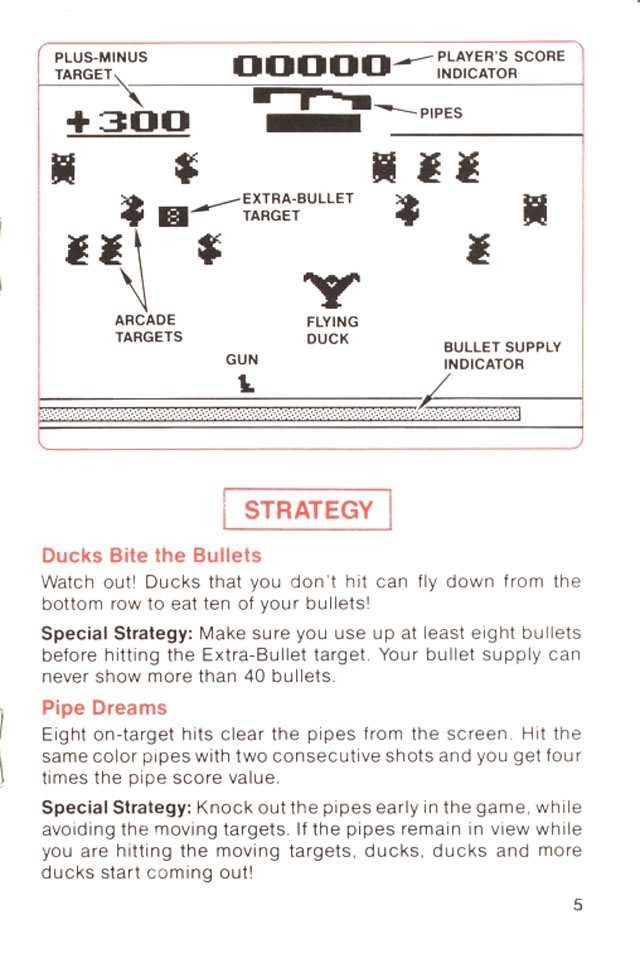 PLUS-MINUS
TARGET
00000
PLAYER'S SCORE
INDICATOR
PIPES
+300
EXTRA-BULLET
TARGET
8
ARCADE
TARGETS
FLYING
DUCK
GUN
BULLET SUPPLY
INDICATOR
STRATEGY
Ducks Bite the Bullets
Watch out! Ducks that you don't hit can fly down from the
bottom row to eat ten of your bullets!
Special Strategy: Make sure you use up at least eight bullets
before hitting the Extra-Bullet target. Your bullet supply can
never show more than 40 bullets.
Pipe Dreams
Eight on-target hits clear the pipes from the screen. Hit the
same color pipes with two consecutive shots and you get four
times the pipe score value.
Special Strategy: Knock out the pipes early in the game, while
avoiding the moving targets. If the pipes remain in view while
you are hitting the moving targets, ducks, ducks and more
ducks start coming out!
5